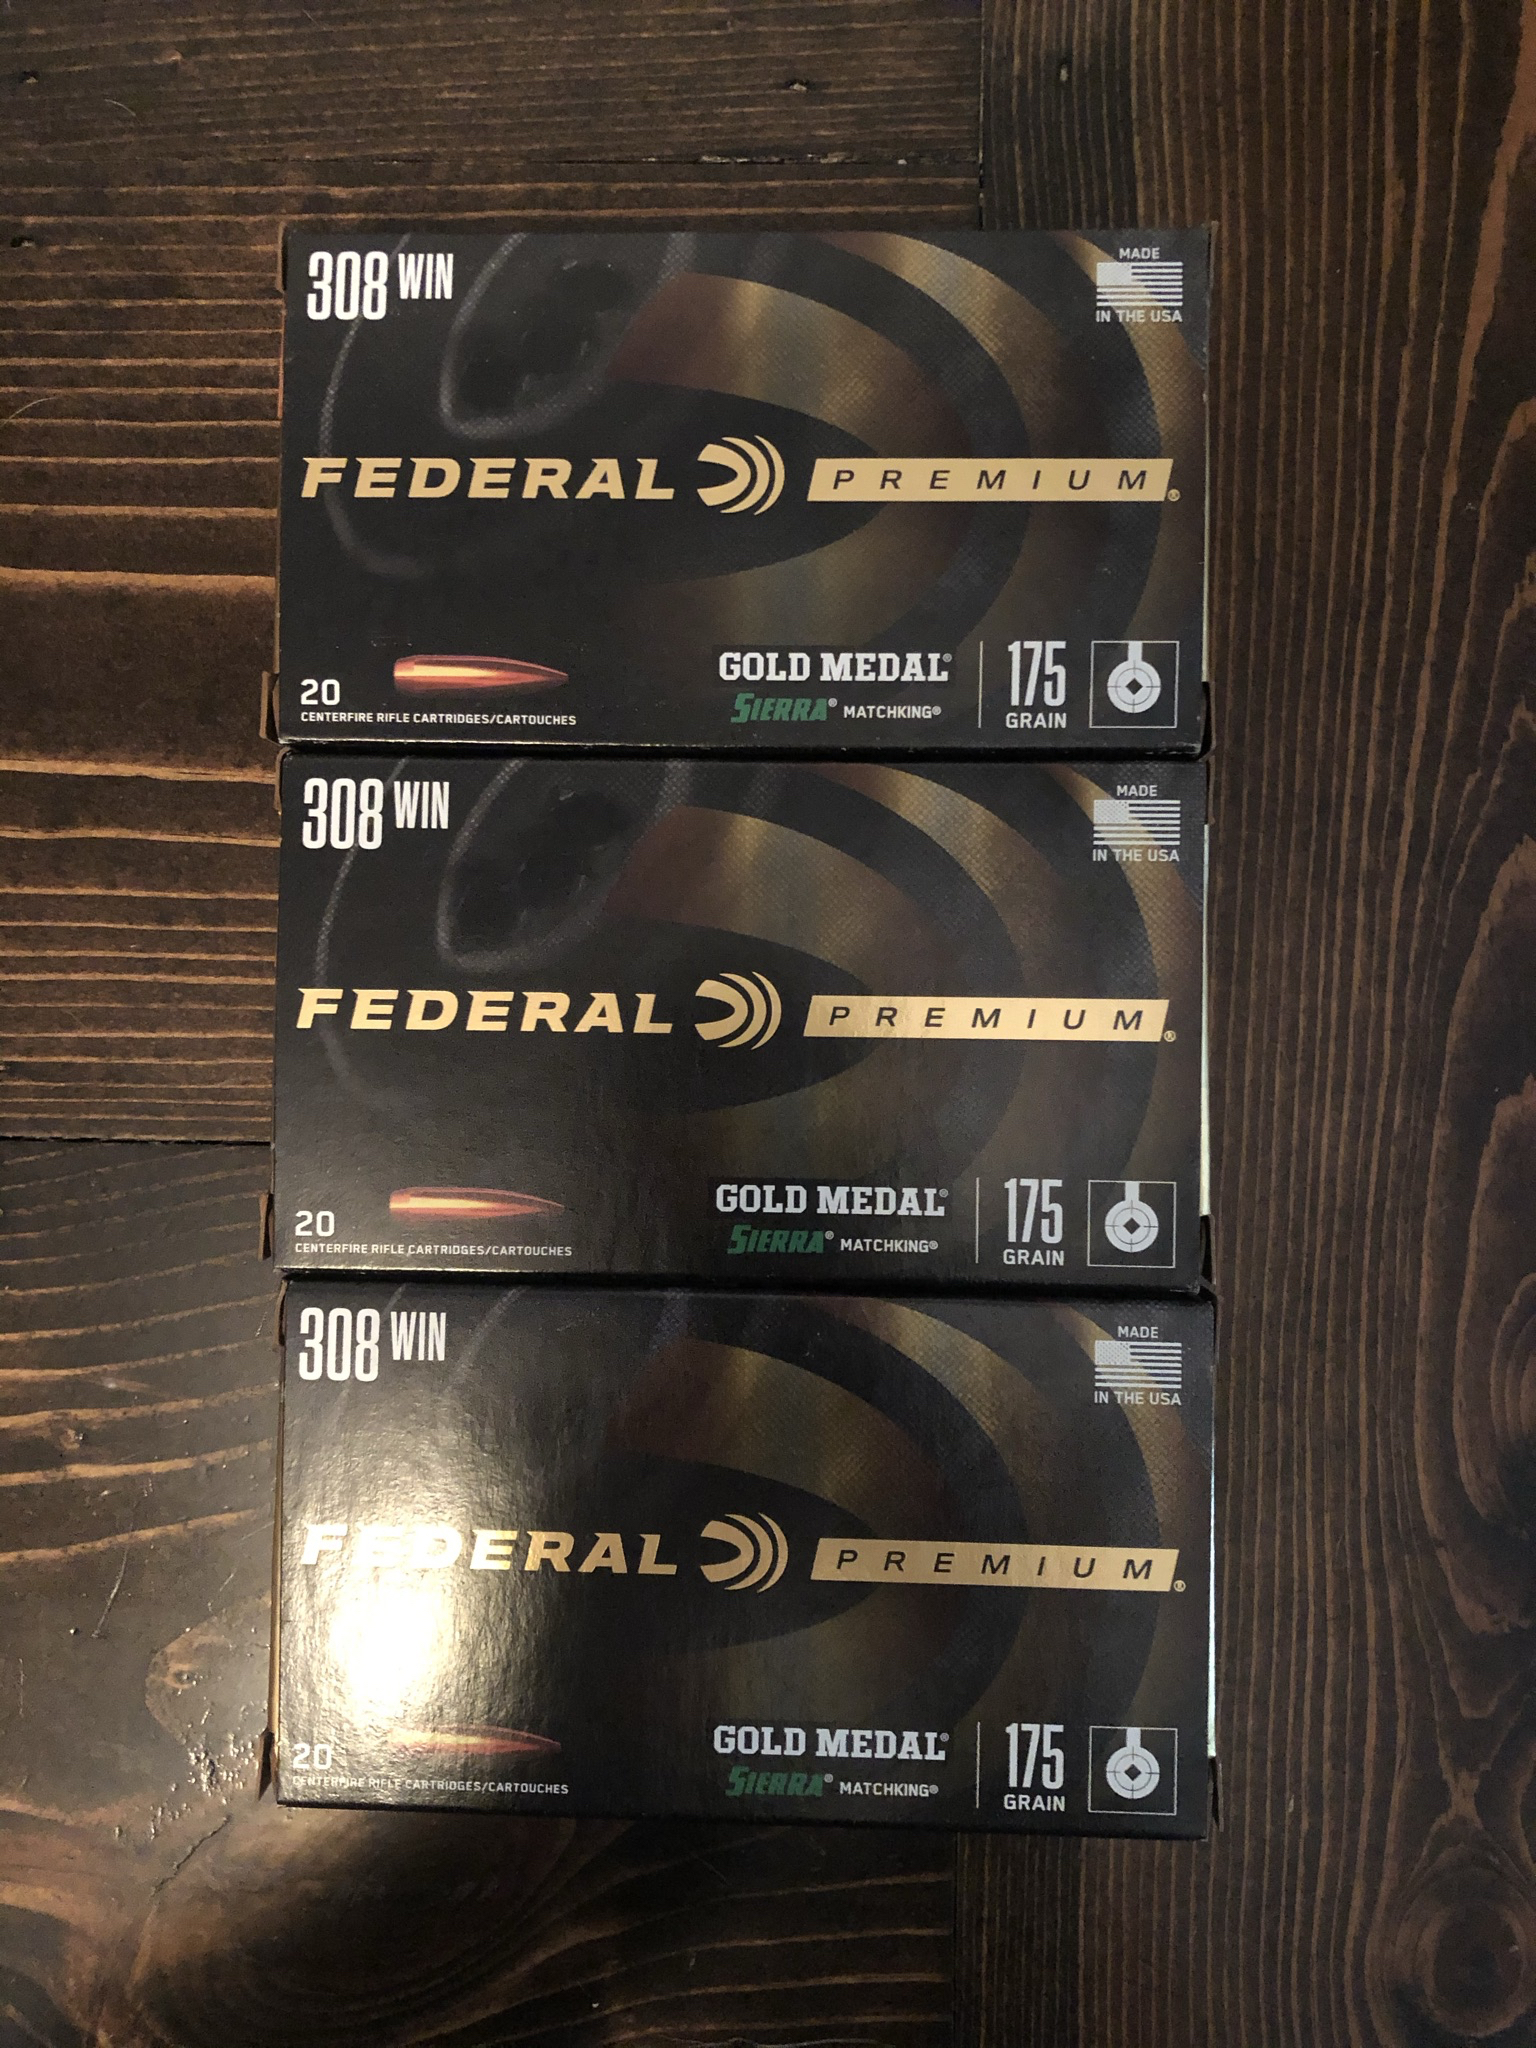 308 WIN
MADE
IN THE USA
FEDERAL PREMIUM®
20
CENTERFIRE RIFLE CARTRIDGES/CARTOUCHES
GOLD MEDAL®
SIERRA® MATCHKING®
175
GRAIN
308 WIN
MADE
IN THE USA
FEDERAL PREMIUM®
20
CENTERFIRE RIFLE CARTRIDGES/CARTOUCHES
GOLD MEDAL®
SIERRA® MATCHKING®
175
GRAIN
308 WIN
MADE
IN THE USA
FEDERAL PREMIUM®
20
CENTERFIRE RIFLE CARTRIDGES/CARTOUCHES
GOLD MEDAL®
SIERRA® MATCHKING®
175
GRAIN